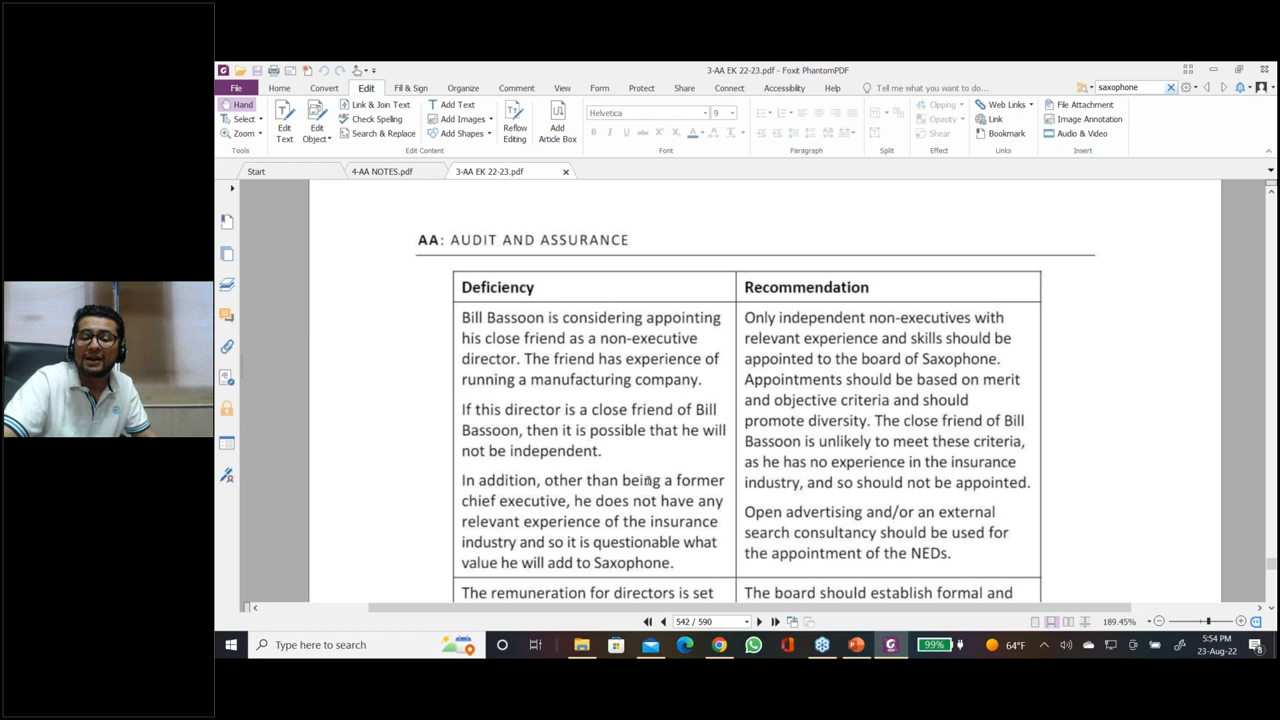 3-AA EK 22-23.pdf - Foxit PhantomPDF
File Home Convert Edit Fill & Sign Organize Comment View Form Protect Share Connect Accessibility Help Tell me what you want to do... saxophone
Hand
Select
Zoom
Tools
Edit Text
Edit Object
Link & Join Text
Check Spelling
Search & Replace
Edit Content
Add Text
Add Images
Add Shapes
Reflow Editing
Add Article Box
Helvetica 9
Font
Paragraph
Split
Clipping
Opacity
Shear
Effect
Web Links
Link
Bookmark
Links
File Attachment
Image Annotation
Audio & Video
Insert
Start 4-AA NOTES.pdf 3-AA EK 22-23.pdf
AA: AUDIT AND ASSURANCE
Deficiency
Bill Bassoon is considering appointing
his close friend as a non-executive
director. The friend has experience of
running a manufacturing company.
If this director is a close friend of Bill
Bassoon, then it is possible that he will
not be independent.
In addition, other than being a former
chief executive, he does not have any
relevant experience of the insurance
industry and so it is questionable what
value he will add to Saxophone.
The remuneration for directors is set
Recommendation
Only independent non-executives with
relevant experience and skills should be
appointed to the board of Saxophone.
Appointments should be based on merit
and objective criteria and should
promote diversity. The close friend of Bill
Bassoon is unlikely to meet these criteria,
as he has no experience in the insurance
industry, and so should not be appointed.
Open advertising and/or an external
search consultancy should be used for
the appointment of the NEDs.
The board should establish formal and
542 / 590
189.45%
Type here to search
99%
64°F
5:54 PM
23-Aug-22